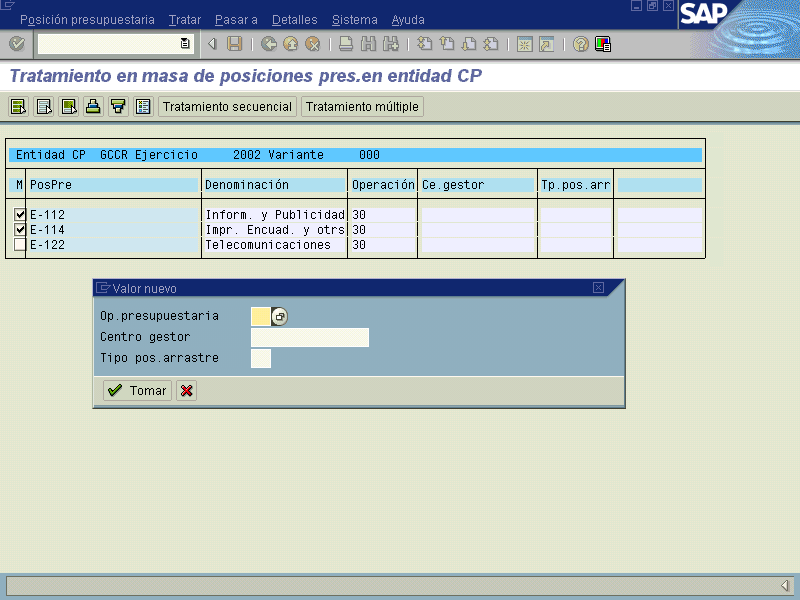 Posición presupuestaria Tratar Pasar a Detalles Sistema Ayuda
SAP
Tratamiento en masa de posiciones pres.en entidad CP
Tratamiento secuencial Tratamiento múltiple
Entidad CP GCCR Ejercicio 2002 Variante 000
M PosPre Denominación Operación Ce.gestor Tp.pos.arr
E-112 Inform. y Publicidad 30
E-114 Impr. Encuad. y otrs 30
E-122 Telecomunicaciones 30
Valor nuevo
Op.presupuestaria
Centro gestor
Tipo pos.arrastre
Tomar